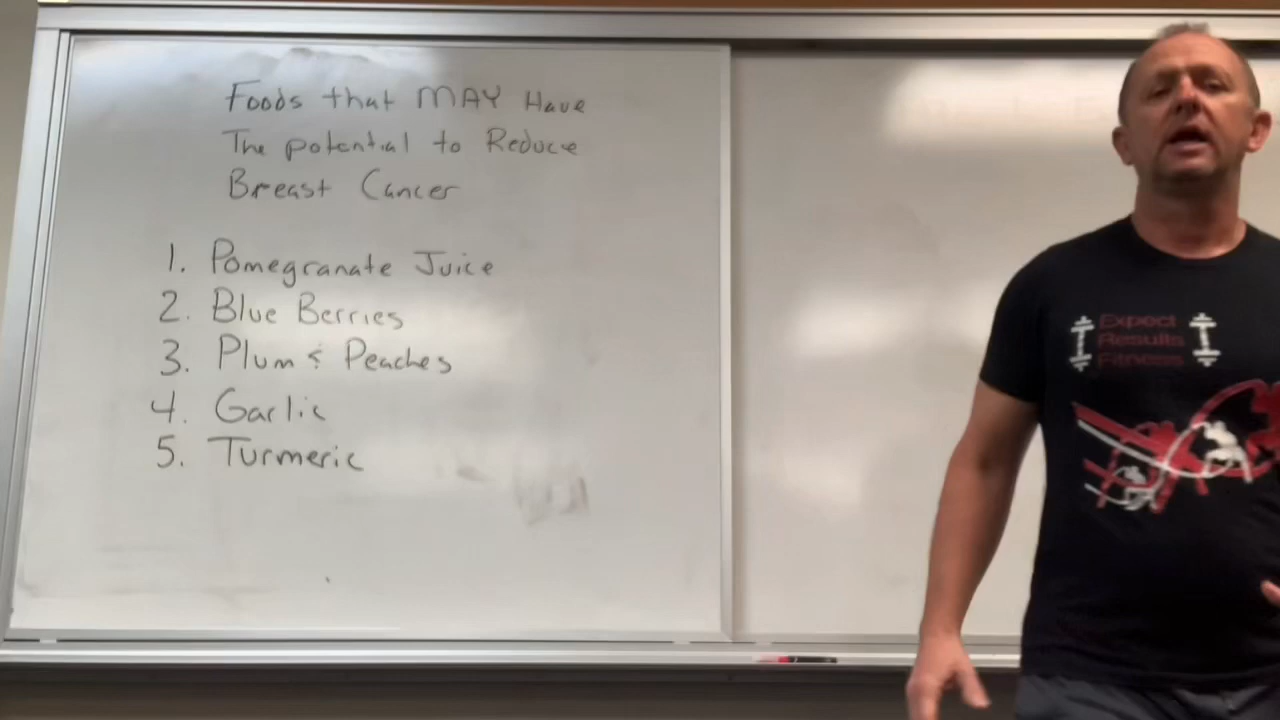 Foods that MAY Have
The potential to Reduce
Breast Cancer
1. Pomegranate Juice
2. Blue Berries
3. Plum & Peaches
4. Garlic
5. Turmeric
Expect
Results
Fitness